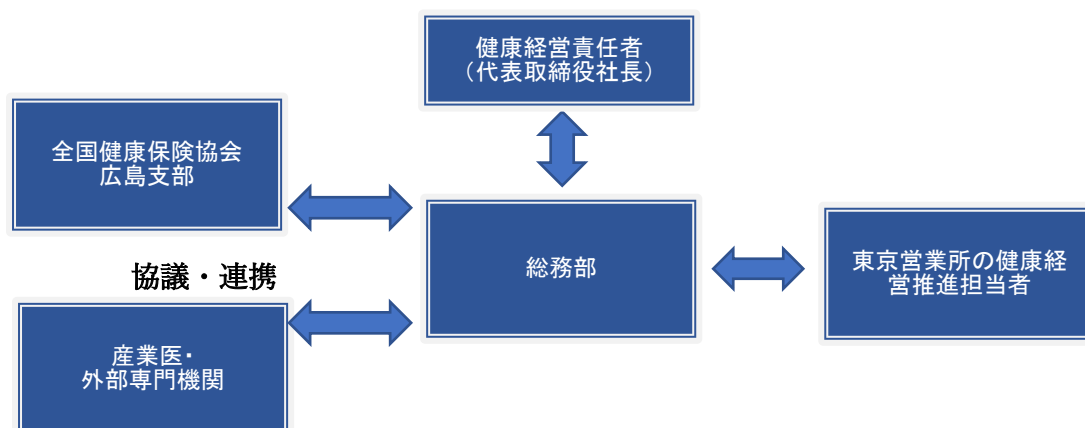 健康経営責任者
（代表取締役社長）
全国健康保険協会
広島支部
協議・連携
総務部
東京営業所の健康経
営推進担当者
産業医・
外部専門機関